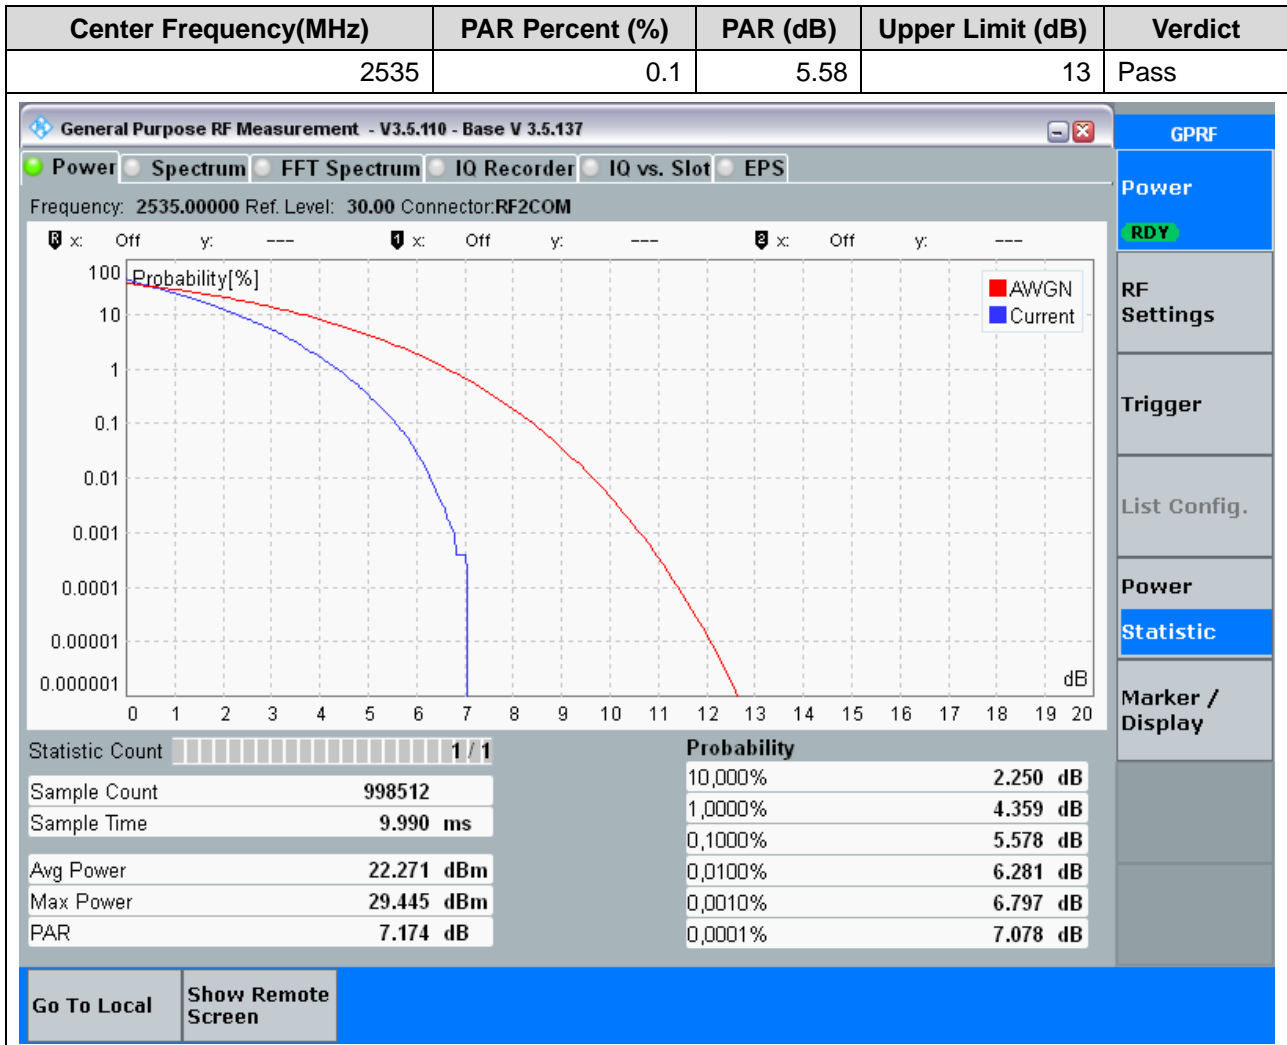 Center Frequency(MHz) PAR Percent (%) PAR (dB) Upper Limit (dB) Verdict
2535 0.1 5.58 13 Pass
General Purpose RF Measurement - V3.5.110 - Base V 3.5.137
GPRF
Power Spectrum FFT Spectrum IQ Recorder IQ vs. Slot EPS
Power
RDY
Frequency: 2535.00000 Ref. Level: 30.00 Connector:RF2COM
R x: Off y: --- 1 x: Off y: --- 2 x: Off y: ---
Probability[%]
AWGN
Current
100
10
1
0.1
0.01
0.001
0.0001
0.00001
0.000001
dB
0 1 2 3 4 5 6 7 8 9 10 11 12 13 14 15 16 17 18 19 20
RF
Settings
Trigger
List Config.
Power
Statistic
Marker /
Display
Statistic Count 1 / 1
Sample Count 998512
Sample Time 9.990 ms
Avg Power 22.271 dBm
Max Power 29.445 dBm
PAR 7.174 dB
Probability
10,000% 2.250 dB
1,0000% 4.359 dB
0,1000% 5.578 dB
0,0100% 6.281 dB
0,0010% 6.797 dB
0,0001% 7.078 dB
Go To Local
Show Remote
Screen